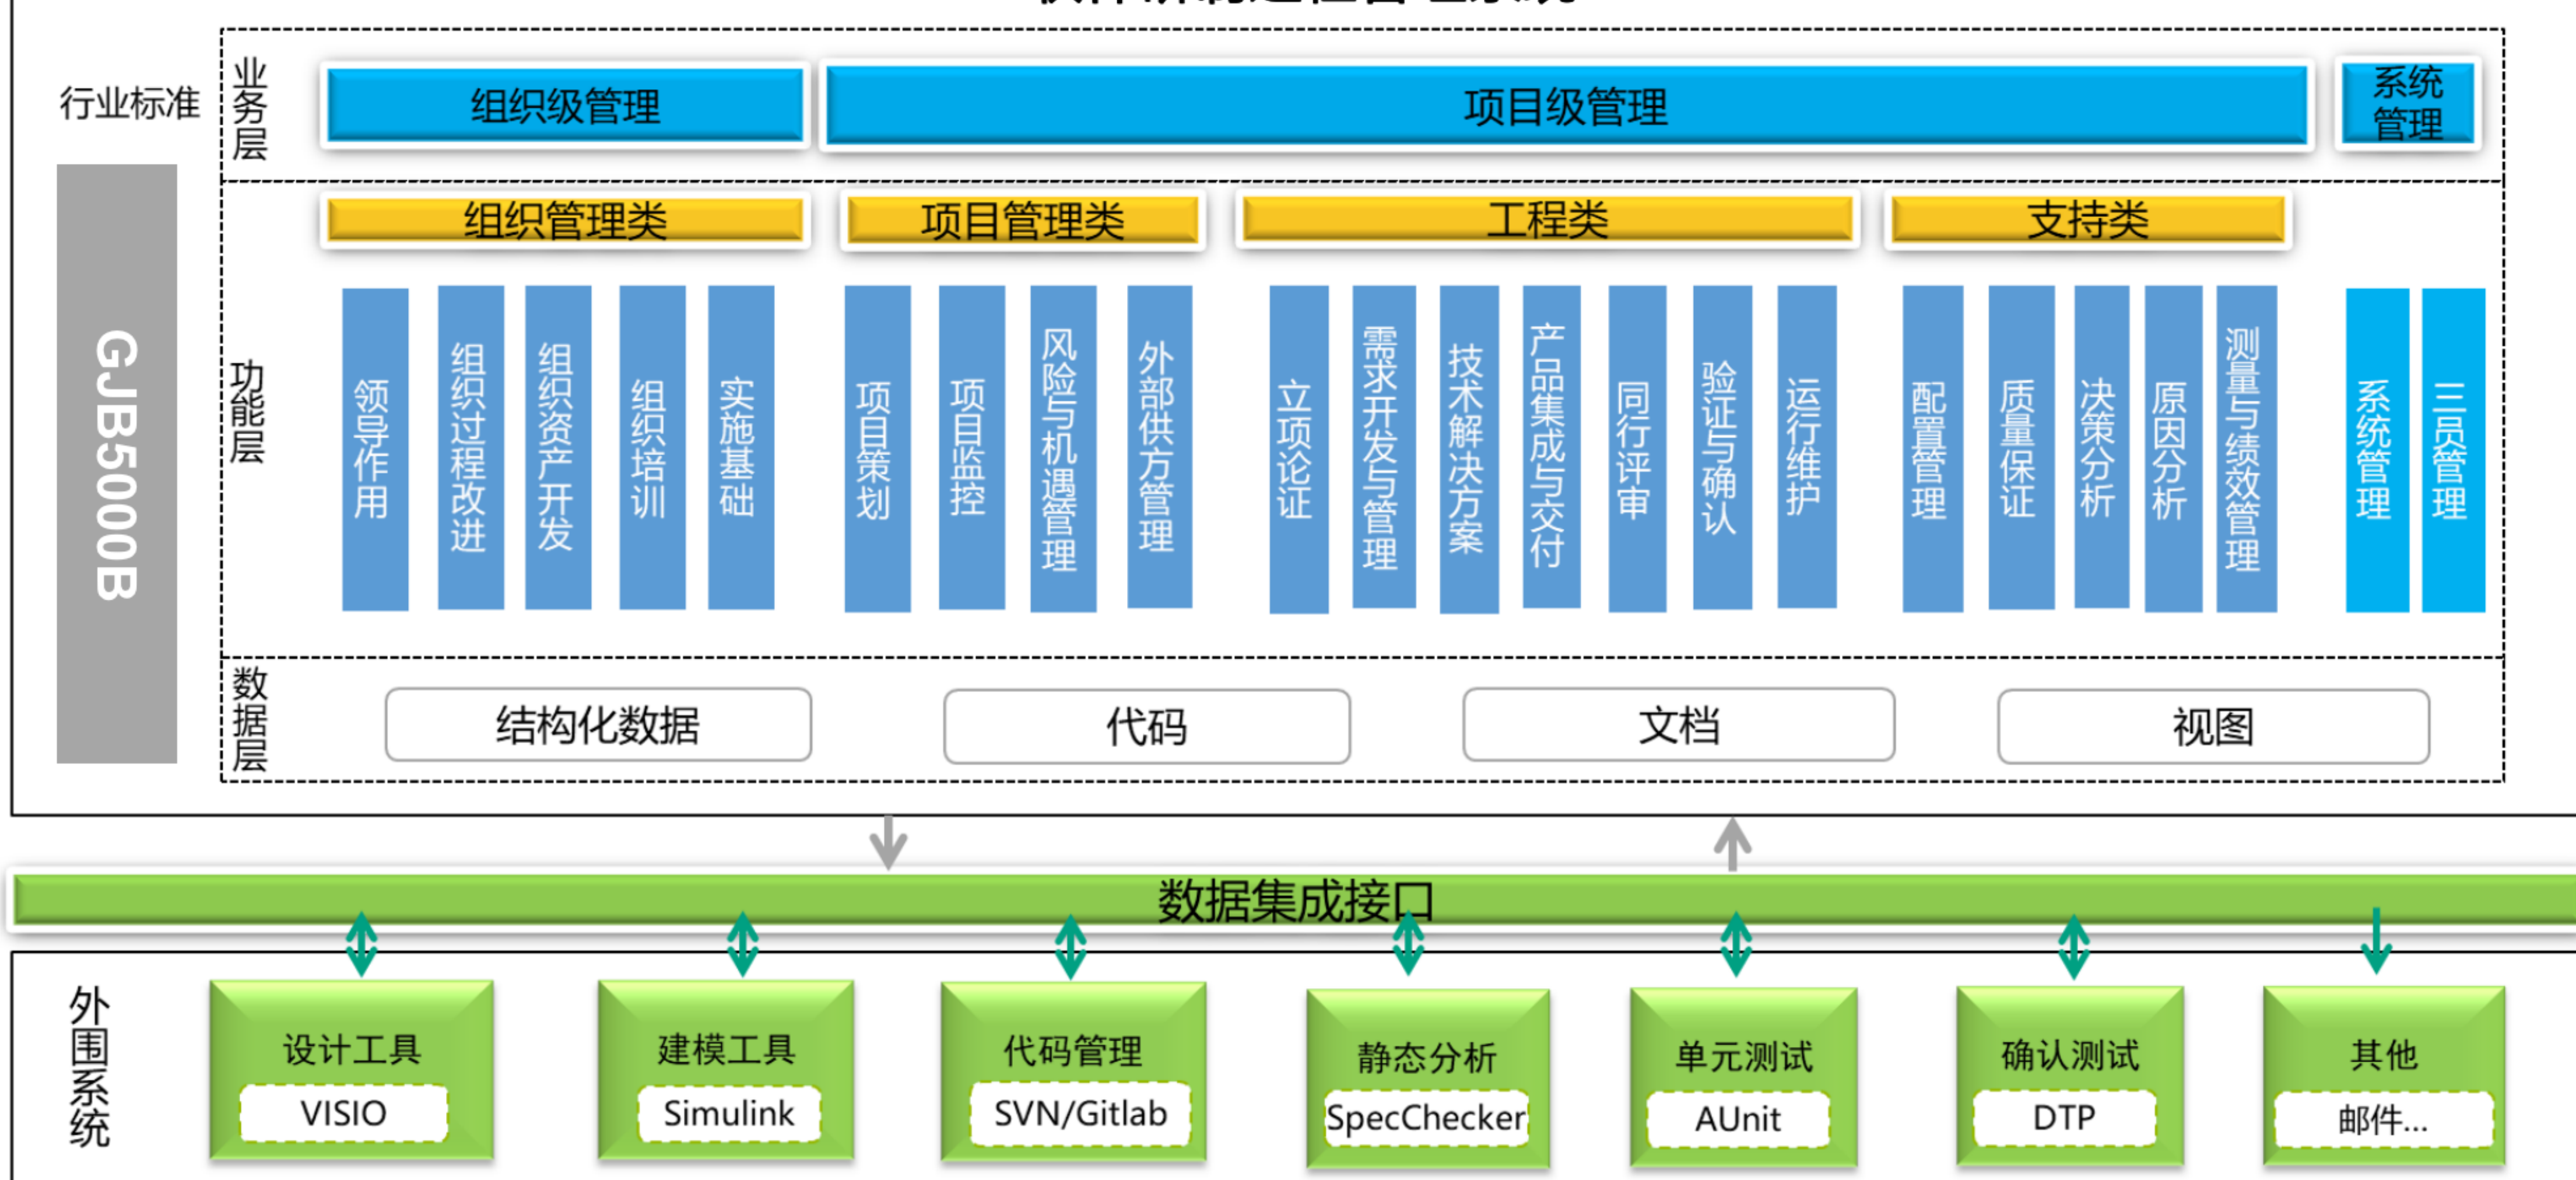 行业标准
GJB5000B
业务层
组织级管理
项目级管理
系统
管理
功能层
组织管理类
项目管理类
工程类
支持类
领导作用
组织过程改进
组织资产开发
组织培训
实施基础
项目策划
项目监控
风险与机遇管理
外部供方管理
立项论证
需求开发与管理
技术解决方案
产品集成与交付
同行评审
验证与确认
运行维护
配置管理
质量保证
决策分析
原因分析
测量与绩效管理
系统管理
三员管理
数据层
结构化数据
代码
文档
视图
数据集成接口
外围系统
设计工具
VISIO
建模工具
Simulink
代码管理
SVN/Gitlab
静态分析
SpecChecker
单元测试
AUnit
确认测试
DTP
其他
邮件...